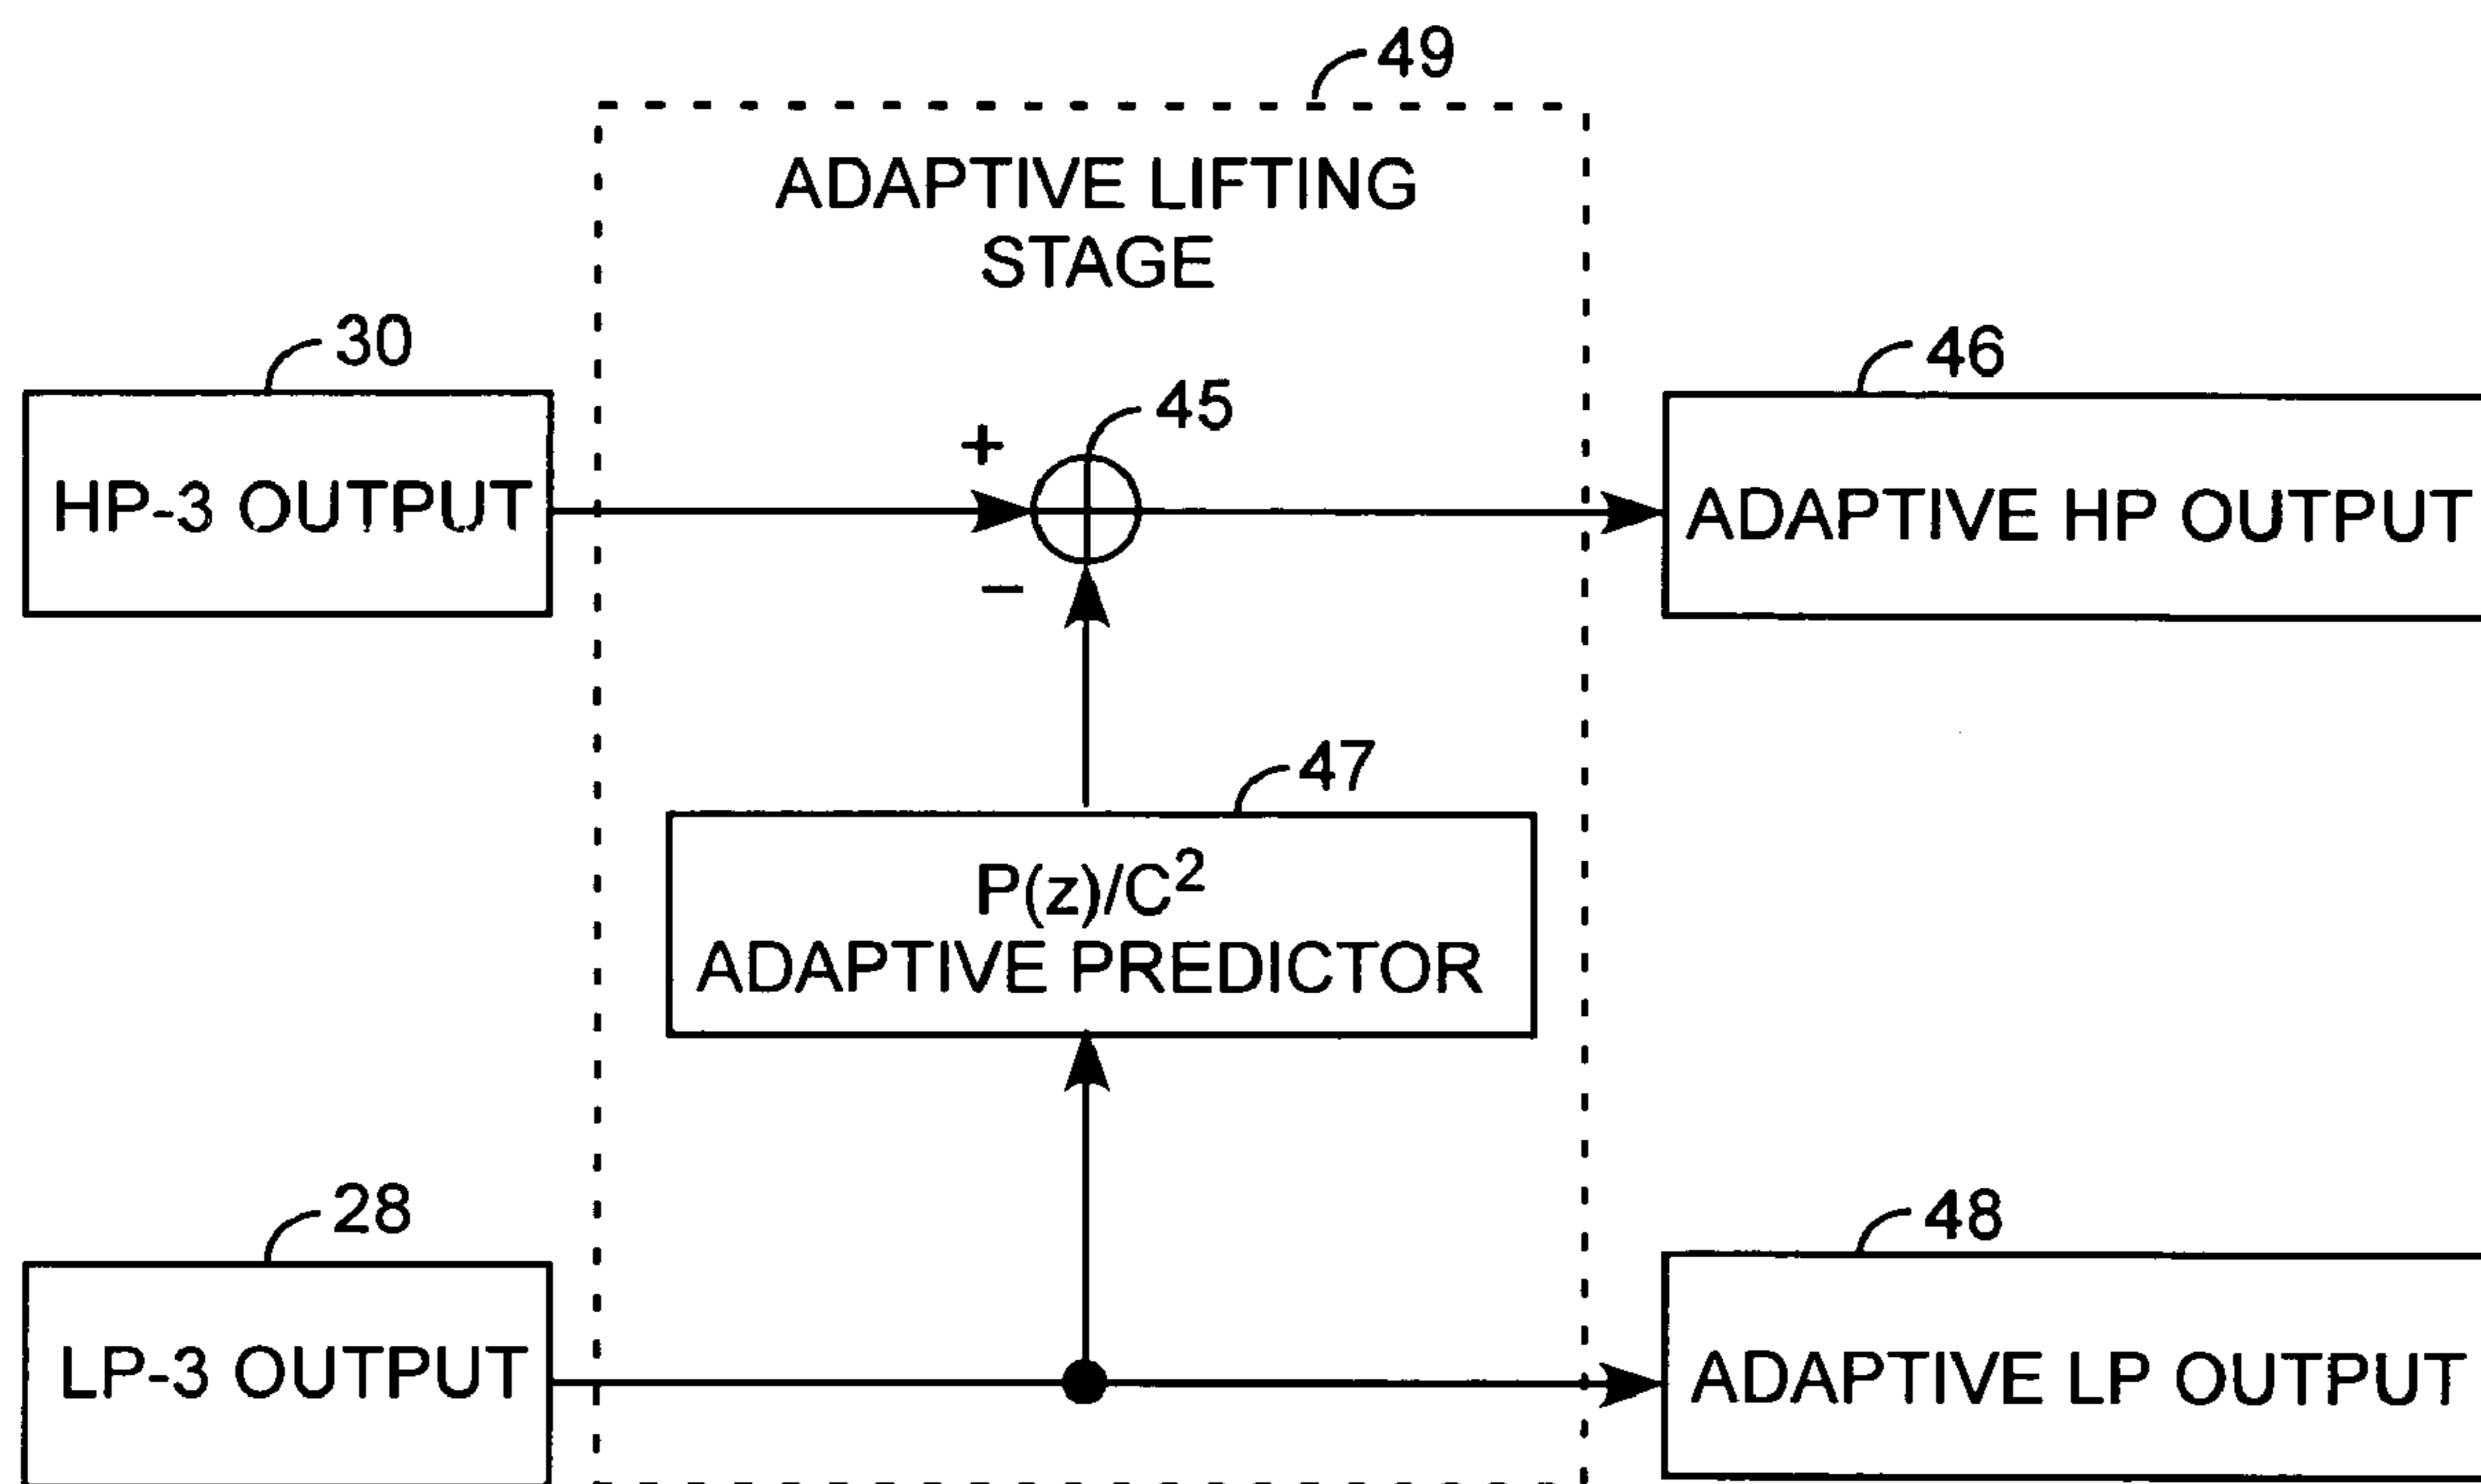 49
ADAPTIVE LIFTING
STAGE
30
45
46
+
HP-3 OUTPUT
ADAPTIVE HP OUTPUT
−
47
P(z)/C²
ADAPTIVE PREDICTOR
28
48
LP-3 OUTPUT
ADAPTIVE LP OUTPUT